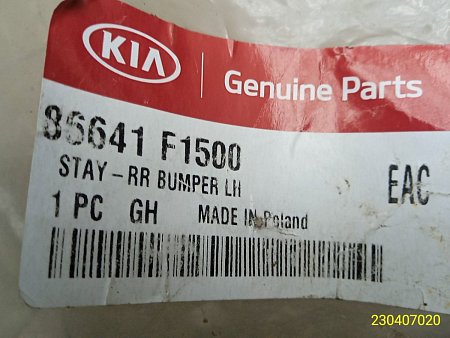 KIA
Genuine Parts
86641 F1500
STAY-RR BUMPER LH
EAC
1 PC GH MADE IN Poland
230407020